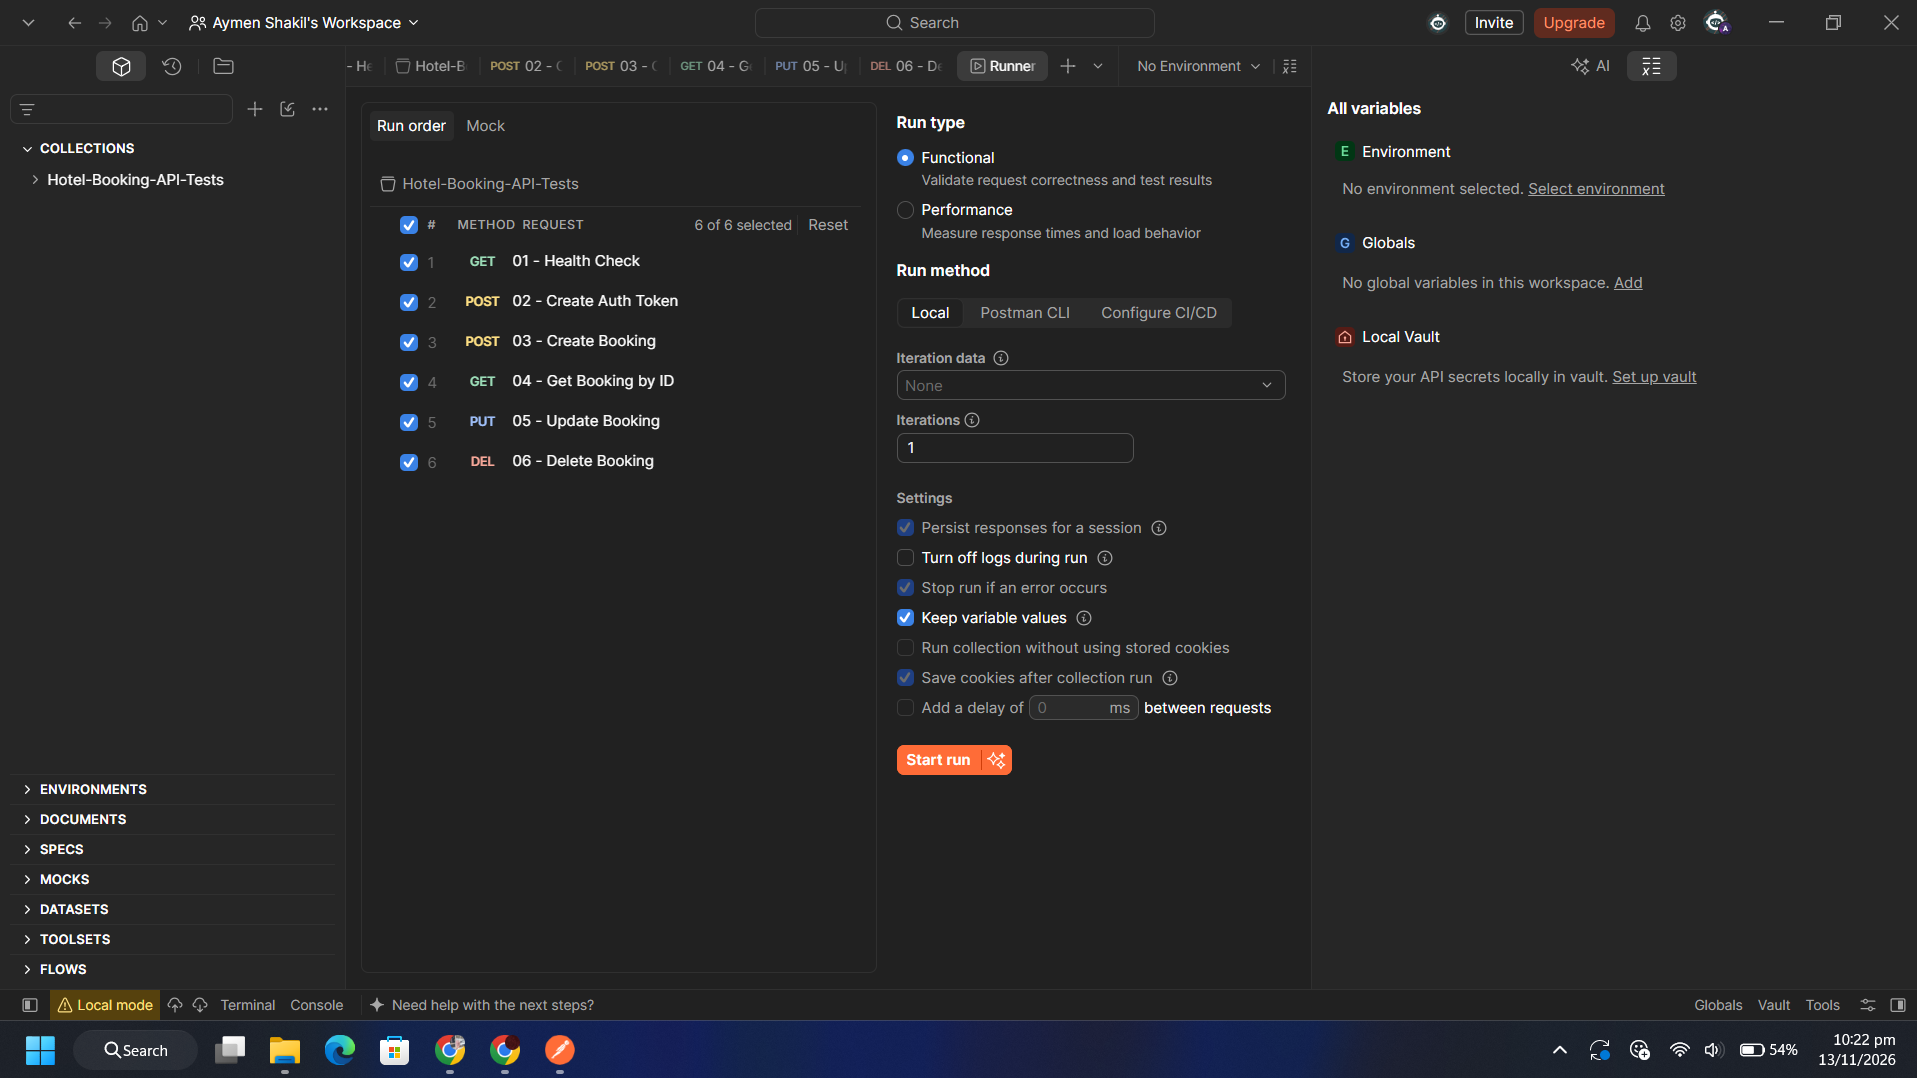 Aymen Shakil's Workspace
Search
Invite
Upgrade
A
- He
Hotel-B
POST 02 - C
POST 03 - C
GET 04 - G
PUT 05 - U
DEL 06 - De
Runner
No Environment
AI
COLLECTIONS
Hotel-Booking-API-Tests
ENVIRONMENTS
DOCUMENTS
SPECS
MOCKS
DATASETS
TOOLSETS
FLOWS
Run order
Mock
Hotel-Booking-API-Tests
# METHOD REQUEST 6 of 6 selected Reset
1 GET 01 - Health Check
2 POST 02 - Create Auth Token
3 POST 03 - Create Booking
4 GET 04 - Get Booking by ID
5 PUT 05 - Update Booking
6 DEL 06 - Delete Booking
Run type
Functional
Validate request correctness and test results
Performance
Measure response times and load behavior
Run method
Local
Postman CLI
Configure CI/CD
Iteration data
None
Iterations
1
Settings
Persist responses for a session
Turn off logs during run
Stop run if an error occurs
Keep variable values
Run collection without using stored cookies
Save cookies after collection run
Add a delay of 0 ms between requests
Start run
All variables
E Environment
No environment selected. Select environment
G Globals
No global variables in this workspace. Add
Local Vault
Store your API secrets locally in vault. Set up vault
Local mode
Terminal
Console
Need help with the next steps?
Globals
Vault
Tools
Search
54%
10:22 pm
13/11/2026